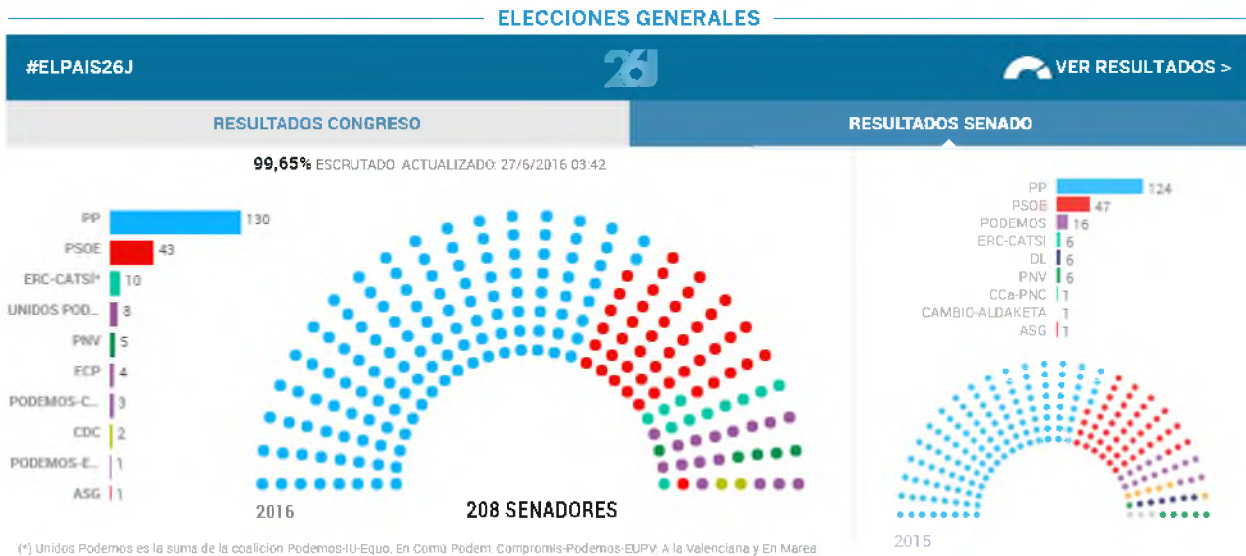 ELECCIONES GENERALES
#ELPAIS26J
26J
VER RESULTADOS >
RESULTADOS CONGRESO
RESULTADOS SENADO
99,65% ESCRUTADO ACTUALIZADO: 27/6/2016 03:42
PP 130
PSOE 43
ERC-CATSÍ* 10
UNIDOS POD... 8
PNV 5
ECP 4
PODEMOS-C... 3
CDC 2
PODEMOS-E... 1
ASG 1
2016
208 SENADORES
PP 124
PSOE 47
PODEMOS 16
ERC-CATSI 6
DL 6
PNV 6
CCa-PNC 1
CAMBIO-ALDAKETA 1
ASG 1
2015
(*) Unidos Podemos es la suma de la coalición Podemos-IU-Equo, En Comú Podem, Compromís-Podemos-EUPV: A la Valenciana y En Marea